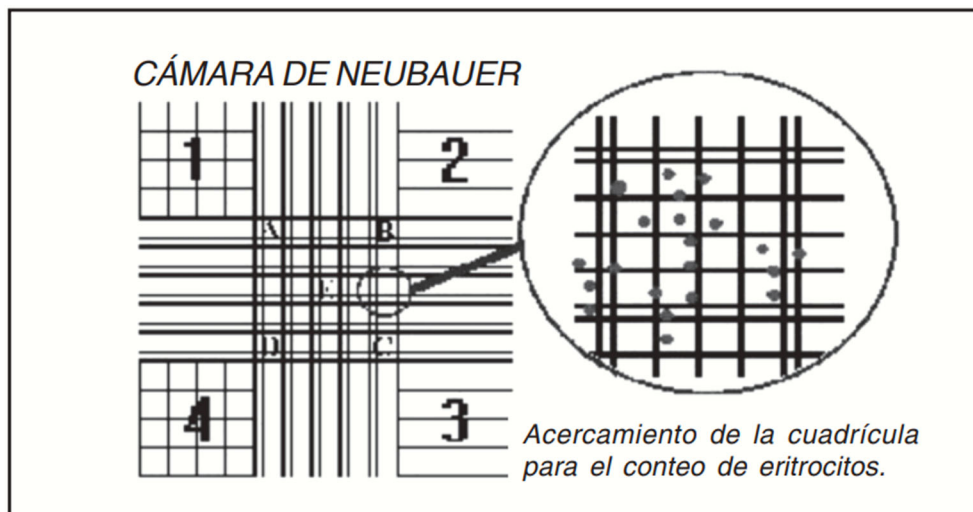 CÁMARA DE NEUBAUER
1
2
A
B
E
D
C
4
3
Acercamiento de la cuadrícula
para el conteo de eritrocitos.